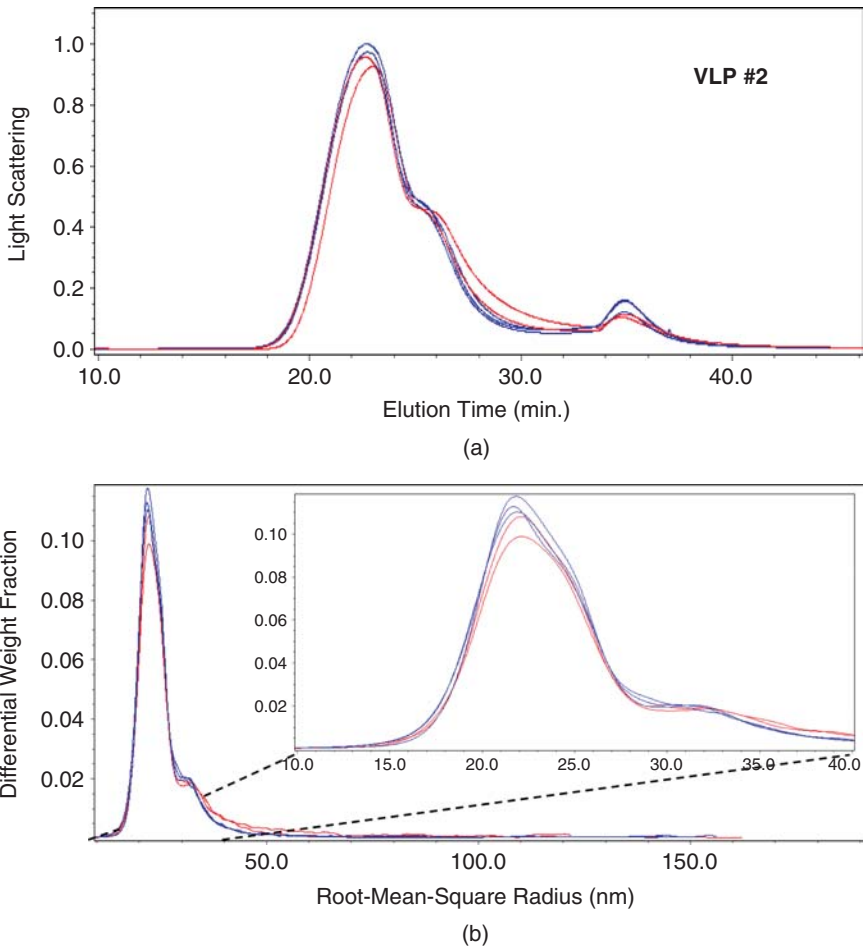 VLP #2
Light Scattering
1.0
0.8
0.6
0.4
0.2
0.0
10.0 20.0 30.0 40.0
Elution Time (min.)
(a)
Differential Weight Fraction
0.10
0.08
0.06
0.04
0.02
0.10
0.08
0.06
0.04
0.02
10.0 15.0 20.0 25.0 30.0 35.0 40.0
50.0 100.0 150.0
Root-Mean-Square Radius (nm)
(b)